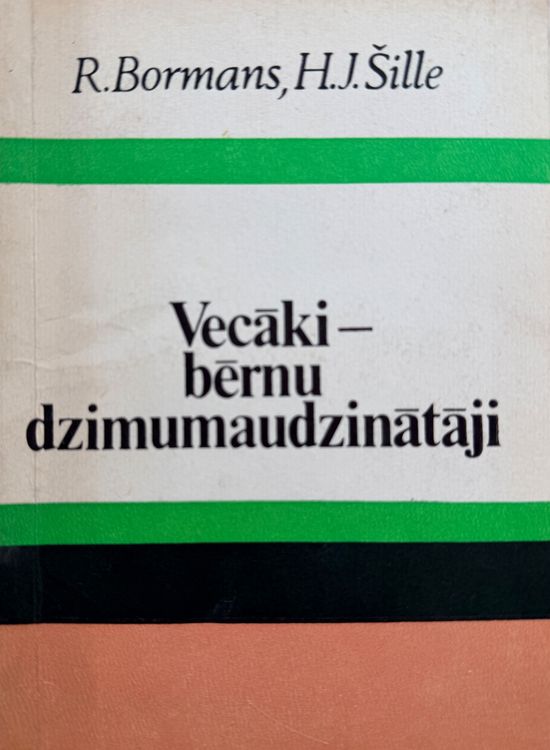 R.Bormans, H.J.Šille
Vecāki –
bērnu
dzimumaudzinātāji